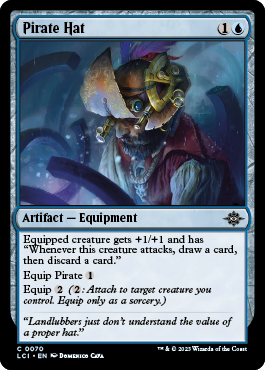 Pirate Hat 1
Artifact — Equipment
Equipped creature gets +1/+1 and has
“Whenever this creature attacks, draw a card,
then discard a card.”
Equip Pirate 1
Equip 2 (2: Attach to target creature you
control. Equip only as a sorcery.)
“Landlubbers just don’t understand the value of
a proper hat.”
C 0070
LCI • EN DOMENICO CAVA
™ & © 2023 Wizards of the Coast